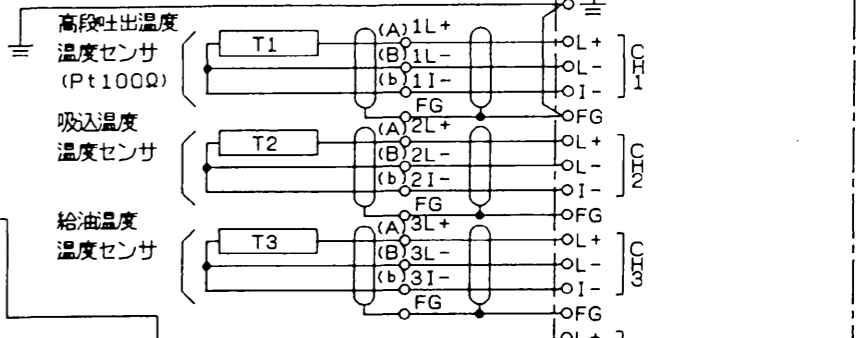 高段吐出温度
温度センサ
(Pt100Ω)
T1
(A) 1L+
(B) 1L-
(b) 1I-
FG
L+
L-
I-
FG
CH1
吸込温度
温度センサ
T2
(A) 2L+
(B) 2L-
(b) 2I-
FG
L+
L-
I-
FG
CH2
給油温度
温度センサ
T3
(A) 3L+
(B) 3L-
(b) 3I-
FG
L+
L-
I-
FG
CH3
L+